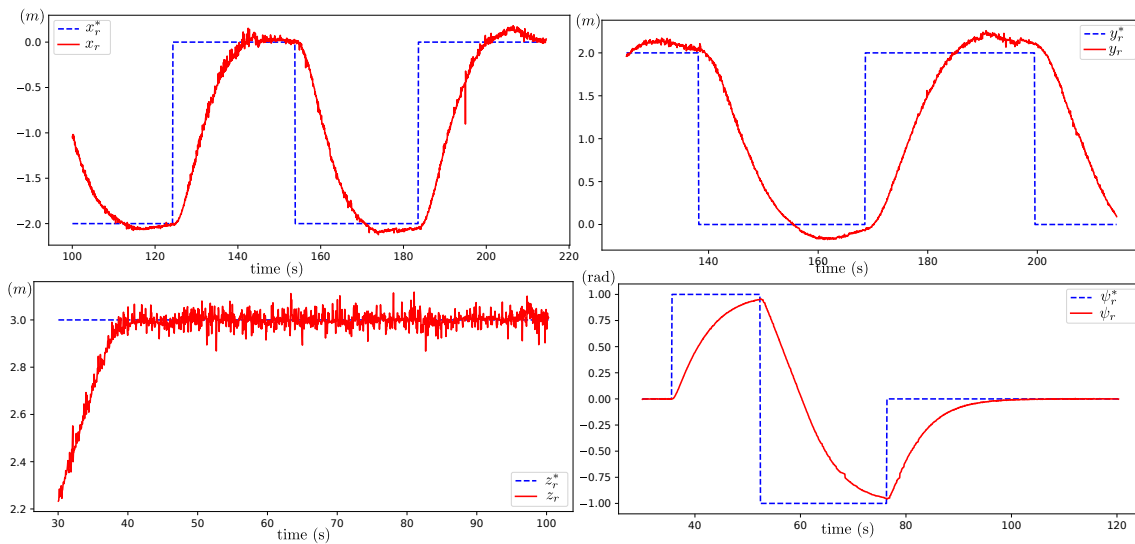 (m)
x_r^*
x_r
0.0
−0.5
−1.0
−1.5
−2.0
100 120 140 160 180 200 220
time (s)
(m)
y_r^*
y_r
2.0
1.5
1.0
0.5
0.0
140 160 180 200
time (s)
(m)
3.0
2.8
2.6
2.4
2.2
z_r^*
z_r
30 40 50 60 70 80 90 100
time (s)
(rad)
ψ_r^*
ψ_r
1.00
0.75
0.50
0.25
0.00
−0.25
−0.50
−0.75
−1.00
40 60 80 100 120
time (s)